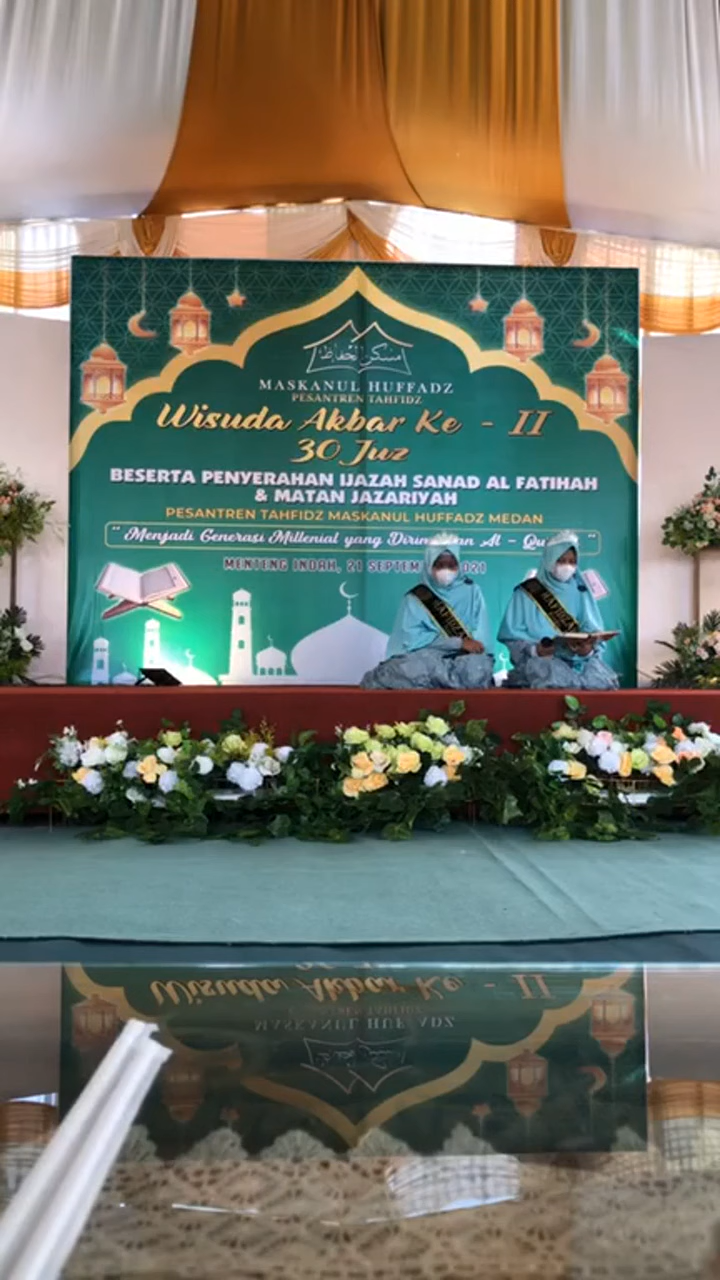 مسكن الحفاظ
MASKANUL HUFFADZ
PESANTREN TAHFIDZ
Wisuda Akbar Ke - II
30 Juz
BESERTA PENYERAHAN IJAZAH SANAD AL FATIHAH
& MATAN JAZARIYAH
PESANTREN TAHFIDZ MASKANUL HUFFADZ MEDAN
"Menjadi Generasi Millenial yang Al - "
MENTENG INDAH, 21